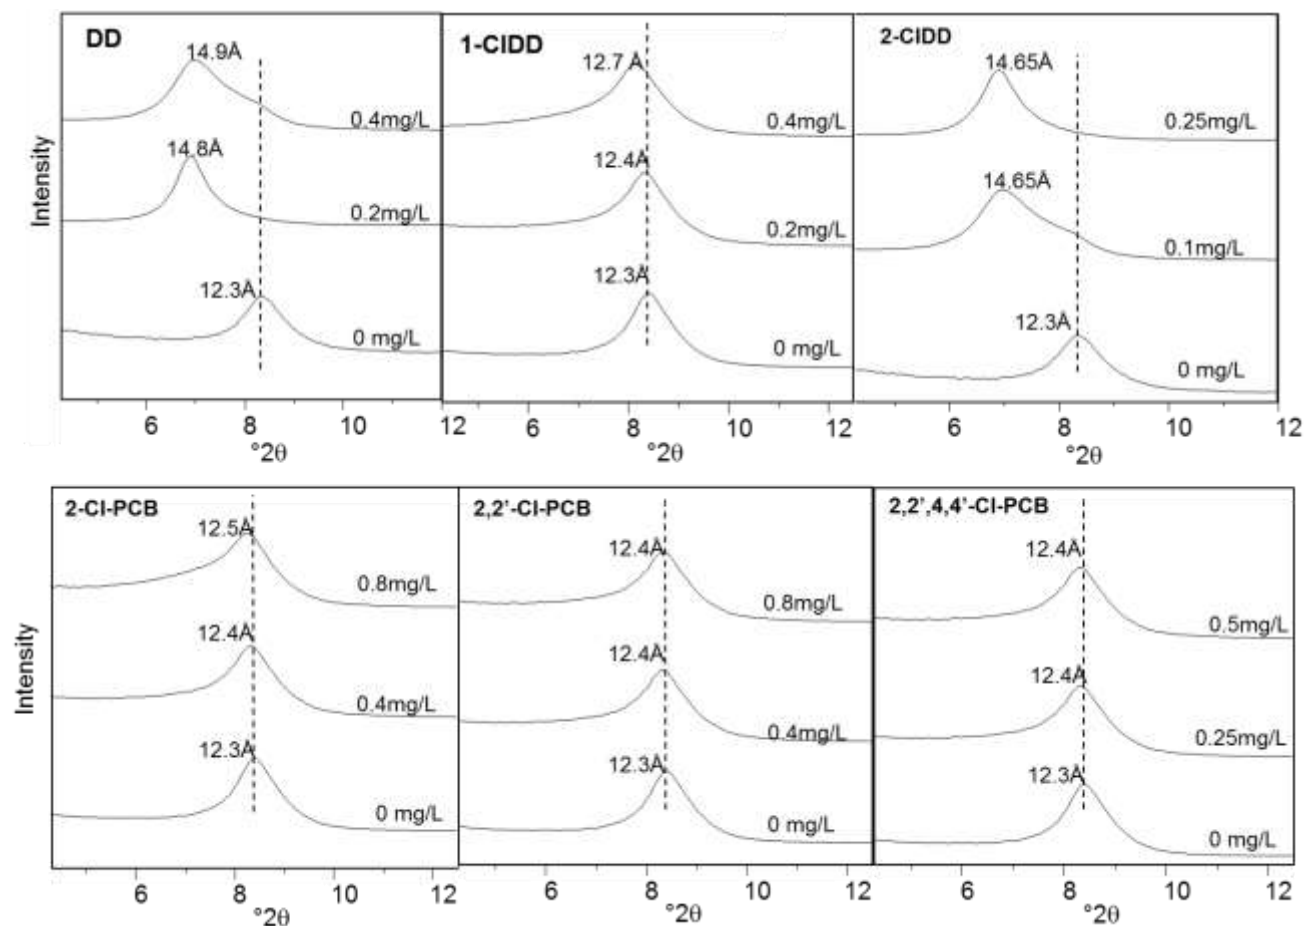 DD
14.9Å
0.4mg/L
14.8Å
0.2mg/L
12.3Å
0 mg/L
1-ClDD
12.7 Å
0.4mg/L
12.4Å
0.2mg/L
12.3Å
0 mg/L
2-ClDD
14.65Å
0.25mg/L
14.65Å
0.1mg/L
12.3Å
0 mg/L
Intensity
6 8 10 12
°2θ
6 8 10 12
°2θ
6 8 10 12
°2θ
2-Cl-PCB
12.5Å
0.8mg/L
12.4Å
0.4mg/L
12.3Å
0 mg/L
2,2'-Cl-PCB
12.4Å
0.8mg/L
12.4Å
0.4mg/L
12.3Å
0 mg/L
2,2',4,4'-Cl-PCB
12.4Å
0.5mg/L
12.4Å
0.25mg/L
12.3Å
0 mg/L
Intensity
6 8 10 12
°2θ
6 8 10 12
°2θ
6 8 10 12
°2θ